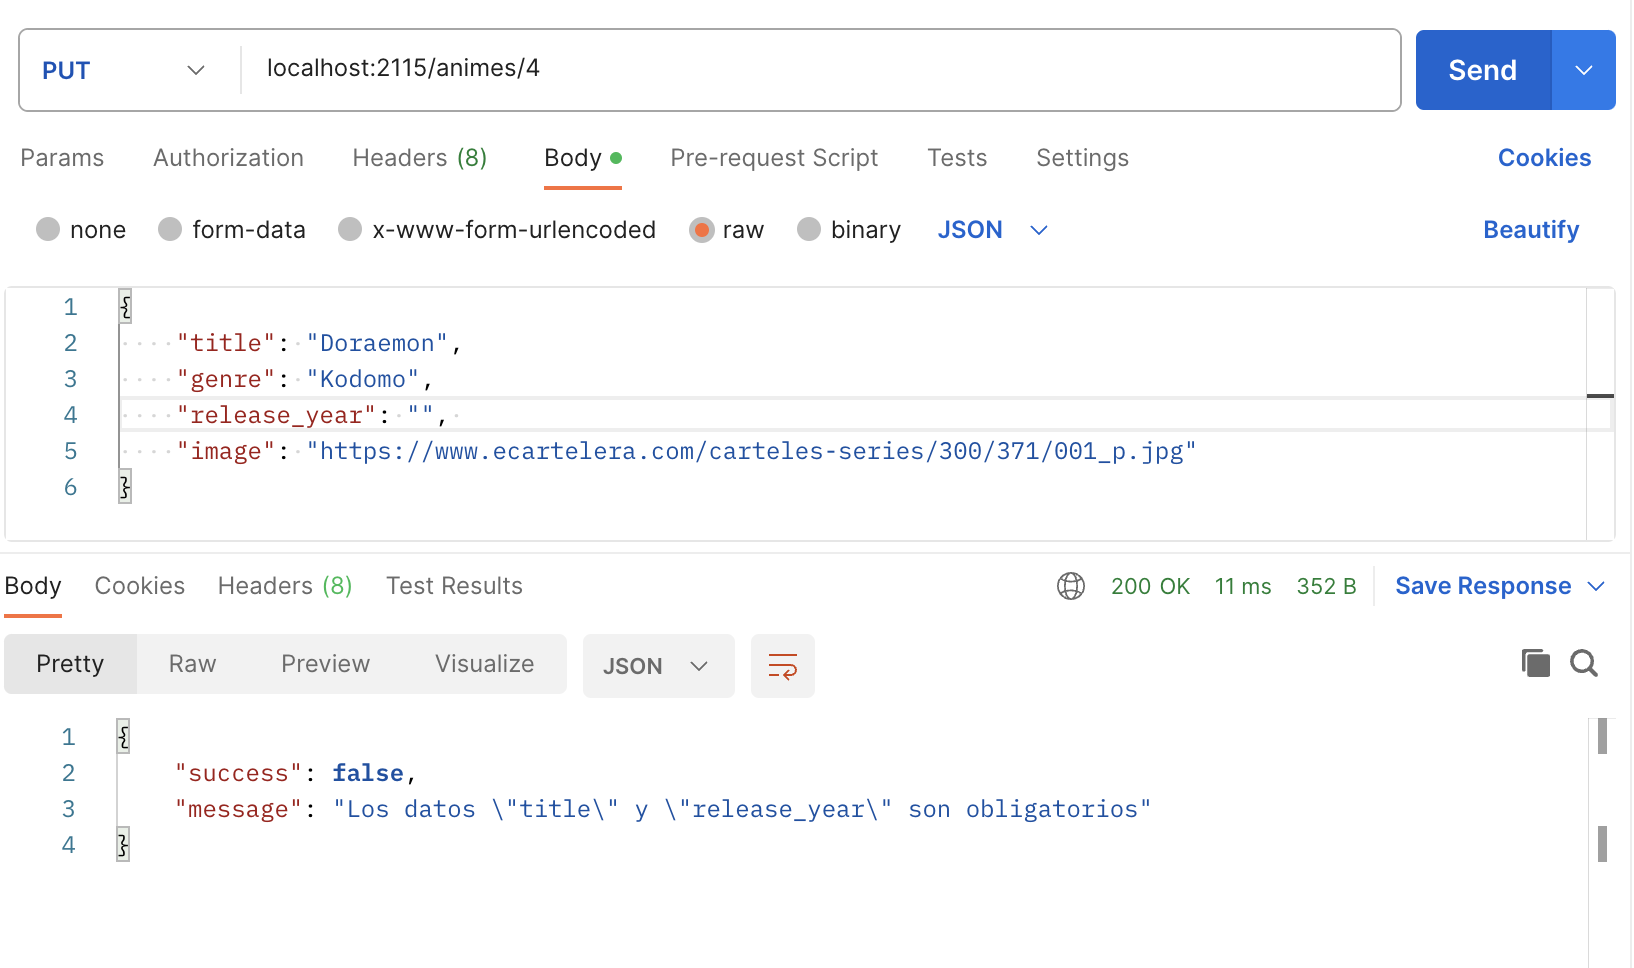 PUT localhost:2115/animes/4 Send
Params Authorization Headers (8) Body Pre-request Script Tests Settings Cookies
none form-data x-www-form-urlencoded raw binary JSON Beautify
1 {
2 "title": "Doraemon",
3 "genre": "Kodomo",
4 "release_year": "",
5 "image": "https://www.ecartelera.com/carteles-series/300/371/001_p.jpg"
6 }
Body Cookies Headers (8) Test Results 200 OK 11 ms 352 B Save Response
Pretty Raw Preview Visualize JSON
1 {
2 "success": false,
3 "message": "Los datos \"title\" y \"release_year\" son obligatorios"
4 }